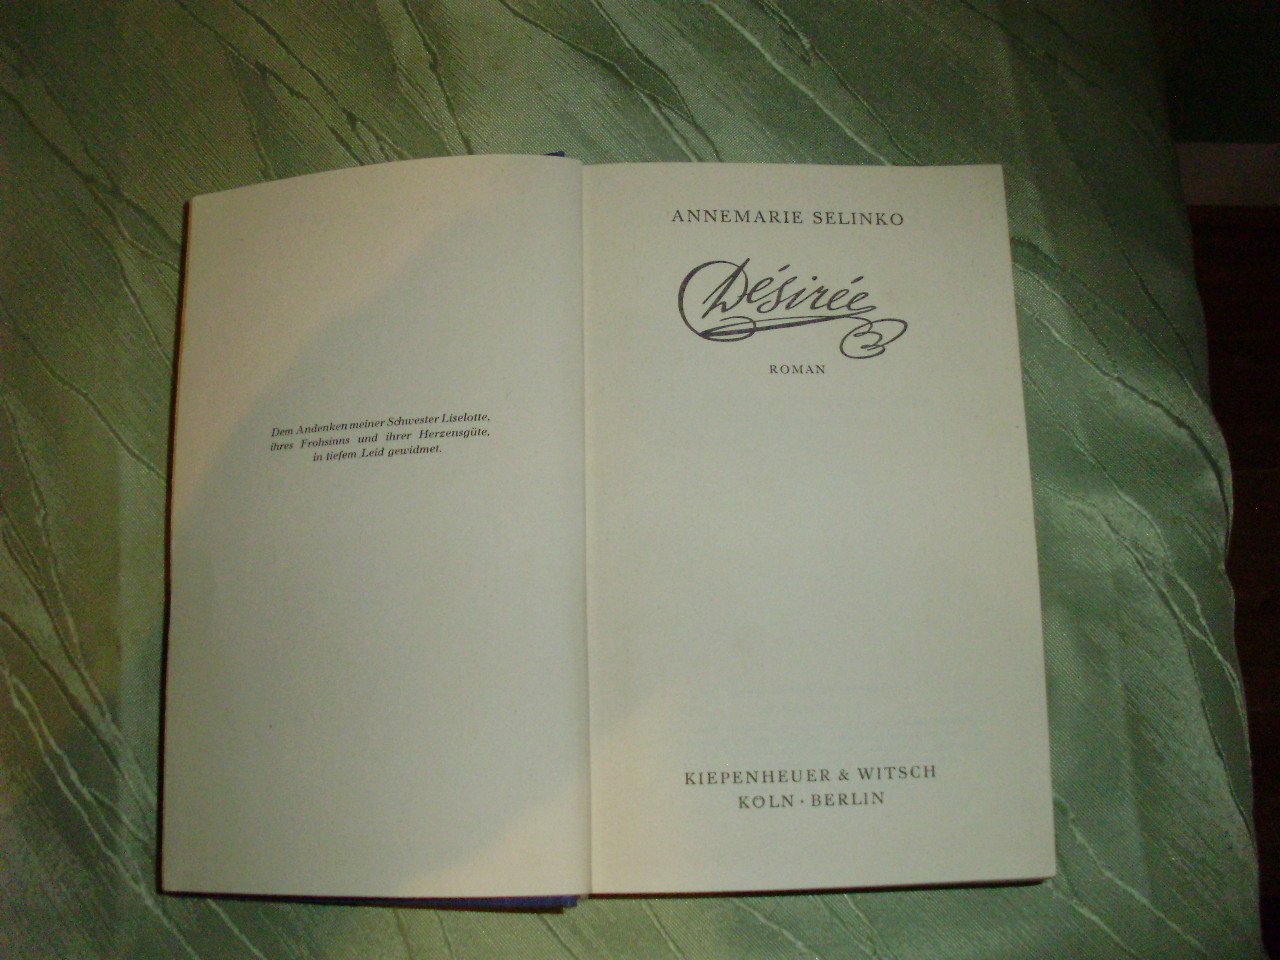 Dem Andenken meiner Schwester Liselotte,
ihres Frohsinns und ihrer Herzensgüte,
in tiefem Leid gewidmet.
ANNEMARIE SELINKO
Désirée
ROMAN
KIEPENHEUER & WITSCH
KÖLN · BERLIN